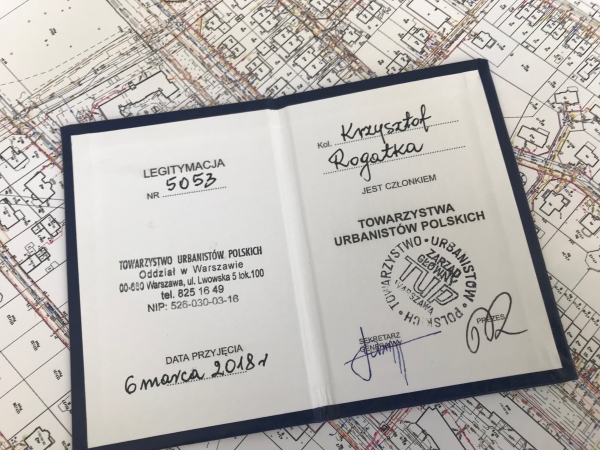 LEGITYMACJA
NR 5053
TOWARZYSTWO URBANISTÓW POLSKICH
Oddział w Warszawie
00-680 Warszawa, ul. Lwowska 5 lok.100
tel. 825 16 49
NIP: 526-030-03-16
DATA PRZYJĘCIA
6 marca 2018 r
Kol. Krzysztof
Rogatka
JEST CZŁONKIEM
TOWARZYSTWA
URBANISTÓW POLSKICH
TOWARZYSTWO URBANISTÓW POLSKICH
ZARZĄD
GŁÓWNY
TUP
WARSZAWA
SEKRETARZ
GENERALNY
PREZES